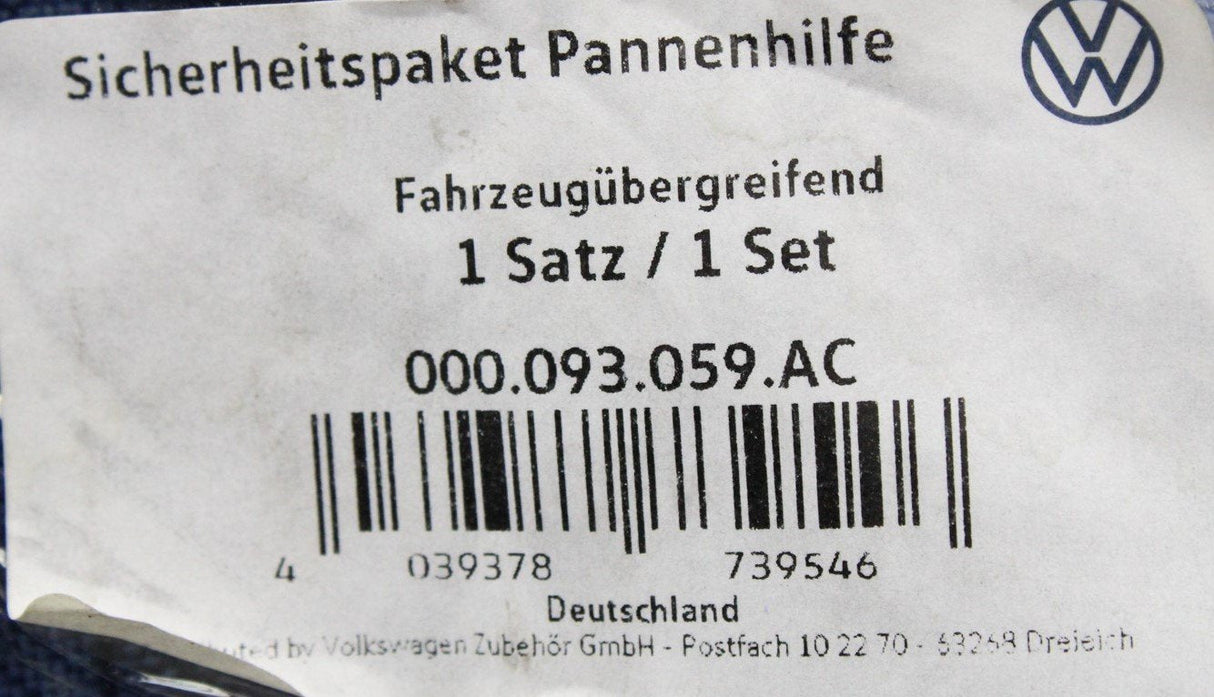 Sicherheitspaket Pannenhilfe
Fahrzeugübergreifend
1 Satz / 1 Set
000.093.059.AC
4 039378 739546
Deutschland
by Volkswagen Zubehör GmbH - Postfach 10 22 70 - 63268 Dreieich